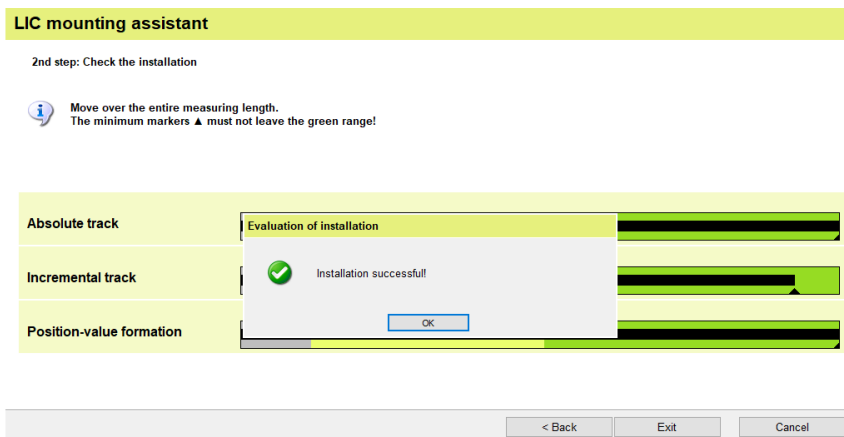 LIC mounting assistant
2nd step: Check the installation
Move over the entire measuring length.
The minimum markers ▲ must not leave the green range!
Absolute track
Evaluation of installation
Installation successful!
Incremental track
OK
Position-value formation
< Back
Exit
Cancel